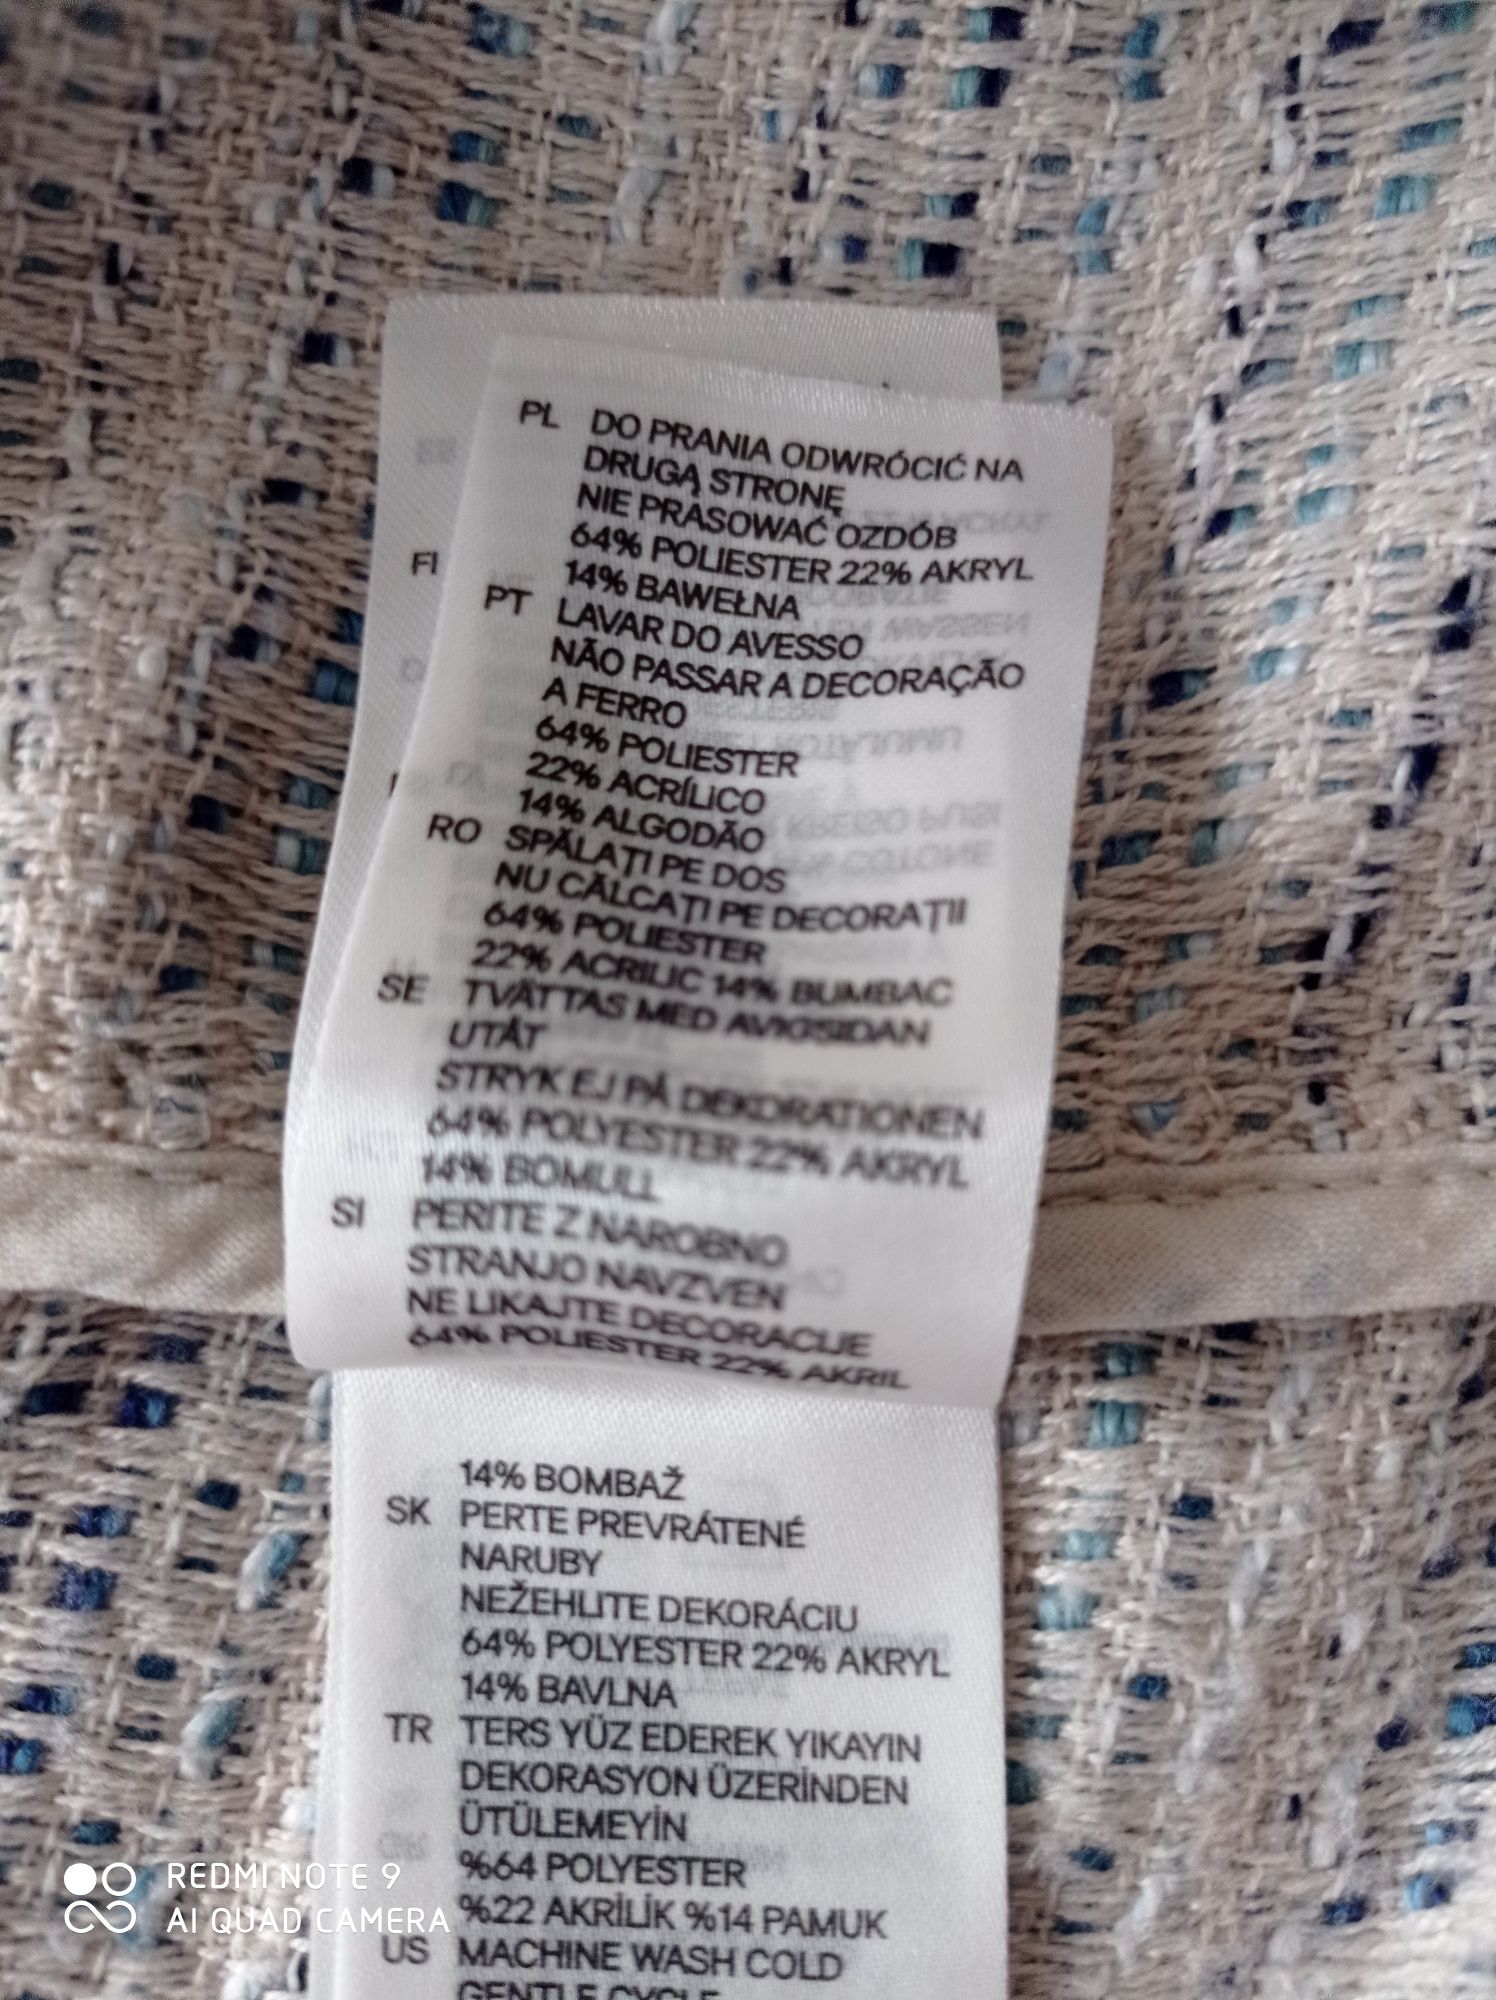 PL DO PRANIA ODWRÓCIĆ NA
DRUGĄ STRONĘ
NIE PRASOWAĆ OZDÓB
64% POLIESTER 22% AKRYL
14% BAWEŁNA
PT LAVAR DO AVESSO
NÃO PASSAR A DECORAÇÃO
A FERRO
64% POLIESTER
22% ACRÍLICO
14% ALGODÃO
RO SPĂLAȚI PE DOS
NU CĂLCAȚI PE DECORAȚII
64% POLIESTER
22% ACRILIC 14% BUMBAC
SE TVÄTTAS MED AVIGSIDAN
UTÅT
STRYK EJ PÅ DEKORATIONEN
64% POLYESTER 22% AKRYL
14% BOMULL
SI PERITE Z NAROBNO
STRANJO NAVZVEN
NE LIKAJTE DECORACIJE
64% POLIESTER 22% AKRIL
14% BOMBAŽ
SK PERTE PREVRÁTENÉ
NARUBY
NEŽEHLITE DEKORÁCIU
64% POLYESTER 22% AKRYL
14% BAVLNA
TR TERS YÜZ EDEREK YIKAYIN
DEKORASYON ÜZERİNDEN
ÜTÜLEMEYİN
%64 POLYESTER
%22 AKRİLİK %14 PAMUK
US MACHINE WASH COLD
GENTLE CYCLE
FI
REDMI NOTE 9
AI QUAD CAMERA